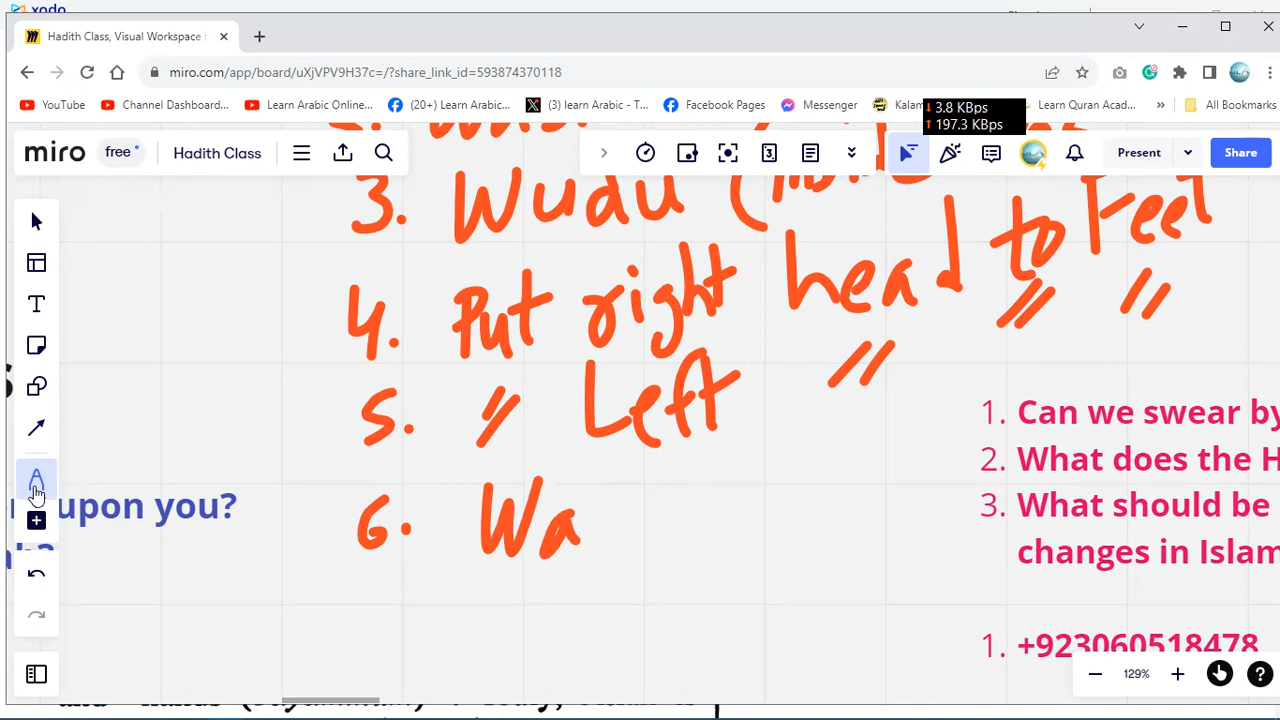 xodo
Hadith Class, Visual Workspace f
miro.com/app/board/uXjVPV9H37c=/?share_link_id=593874370118
YouTube
Channel Dashboard...
Learn Arabic Online...
(20+) Learn Arabic...
(3) learn Arabic - T...
Facebook Pages
Messenger
Kalam
Learn Quran Acad...
»
All Bookmarks
3.8 KBps
197.3 KBps
miro free
Hadith Class
Present
Share
3. Wudu
4. Put right head to Feet
5. // Left // // //
6. Wa
er upon you?
ab?
1. Can we swear by
2. What does the H
3. What should be
changes in Islam
1. +923060518478
129%